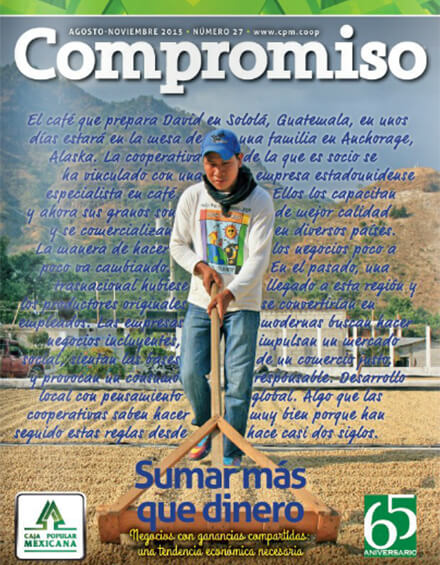 AGOSTO-NOVIEMBRE 2015 • NÚMERO 27 • www.cpm.coop
Compromiso
El café que prepara David en Sololá, Guatemala, en unos
días estará en la mesa de una familia en Anchorage,
Alaska. La cooperativa de la que es socio se
ha vinculado con una empresa estadounidense
especialista en café. Ellos los capacitan
y ahora sus granos son de mejor calidad
y se comercializan en diversos países.
La manera de hacer los negocios poco a
poco va cambiando. En el pasado, una
trasnacional hubiese llegado a esta región y
los productores originales se convertirían en
empleados. Las empresas modernas buscan hacer
negocios incluyentes, impulsan un mercado
social, sientan las bases de un comercio justo
y provocan un consumo responsable. Desarrollo
local con pensamiento global. Algo que las
cooperativas saben hacer muy bien porque han
seguido estas reglas desde hace casi dos siglos.
Sumar más
que dinero
Negocios con ganancias compartidas:
una tendencia económica necesaria
CAJA POPULAR
MEXICANA
65
ANIVERSARIO